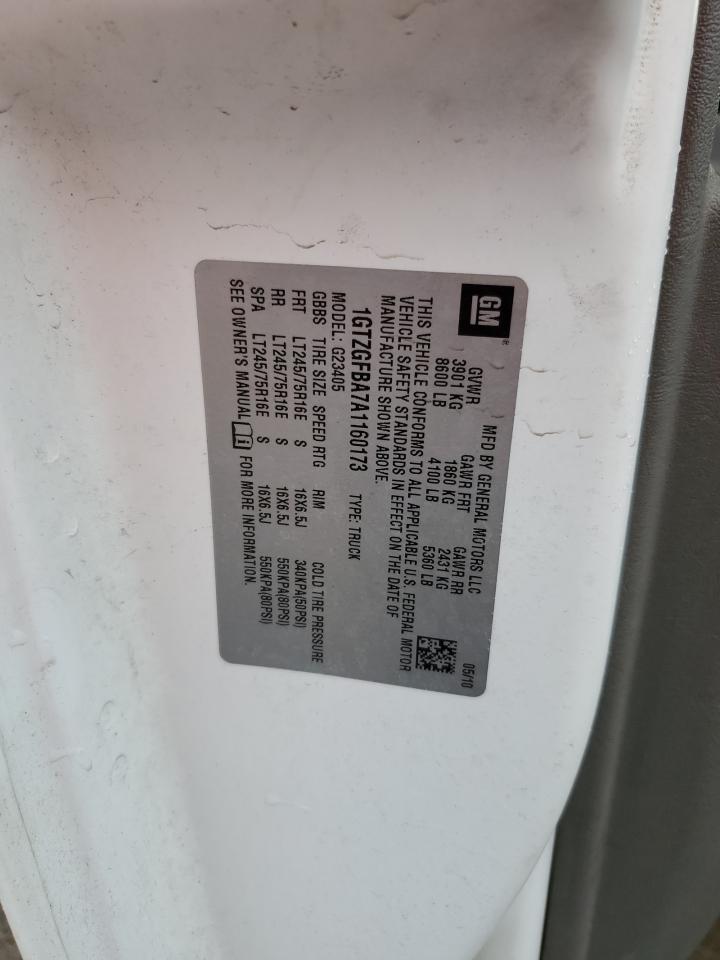 GM®
MFD BY GENERAL MOTORS LLC 05/10
GVWR GAWR FRT GAWR RR
3901 KG 1860 KG 2431 KG
8600 LB 4100 LB 5360 LB
THIS VEHICLE CONFORMS TO ALL APPLICABLE U.S. FEDERAL MOTOR
VEHICLE SAFETY STANDARDS IN EFFECT ON THE DATE OF
MANUFACTURE SHOWN ABOVE.
1GTZGFBA7A1160173 TYPE: TRUCK
MODEL: G23405
GBBS TIRE SIZE SPEED RTG RIM COLD TIRE PRESSURE
FRT LT245/75R16E S 16X6.5J 340KPA(50PSI)
RR LT245/75R16E S 16X6.5J 550KPA(80PSI)
SPA LT245/75R16E S 16X6.5J 550KPA(80PSI)
SEE OWNER'S MANUAL FOR MORE INFORMATION.